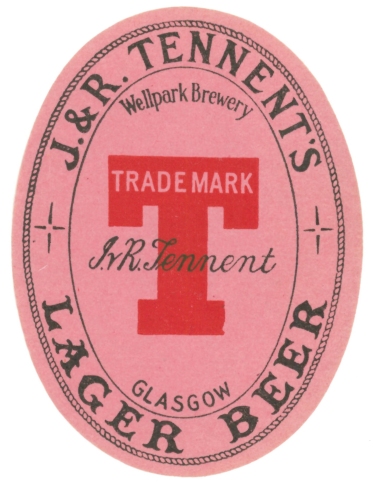 J. & R. TENNENT'S
Wellpark Brewery
TRADE MARK
T
J&R. Tennent
GLASGOW
LAGER BEER